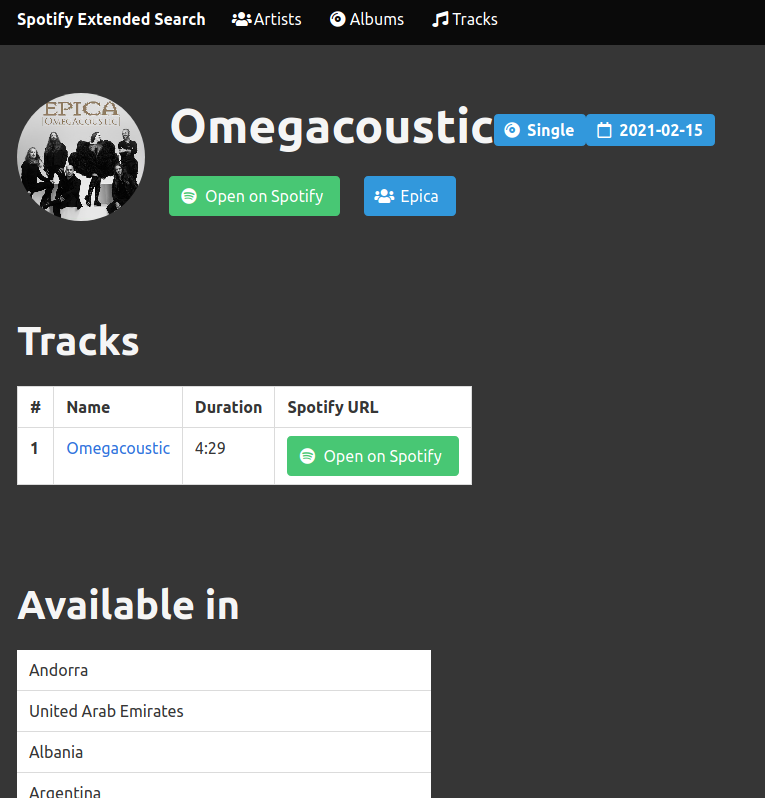 Spotify Extended Search Artists Albums Tracks
EPICA
[OMEGACOUSTIC]
Omegacoustic Single 2021-02-15
Open on Spotify Epica
Tracks
# Name Duration Spotify URL
1 Omegacoustic 4:29 Open on Spotify
Available in
Andorra
United Arab Emirates
Albania
Argentina